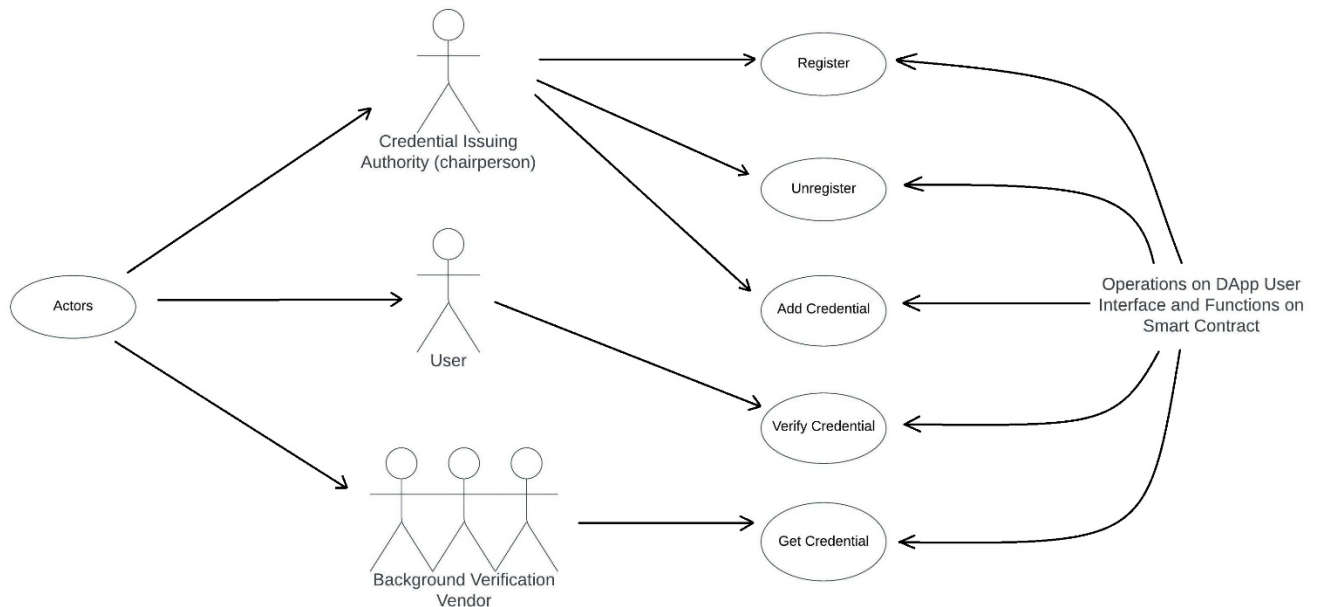 Register
Credential Issuing
Authority (chairperson)
Unregister
Actors
Add Credential
Operations on DApp User
Interface and Functions on
Smart Contract
User
Verify Credential
Get Credential
Background Verification
Vendor